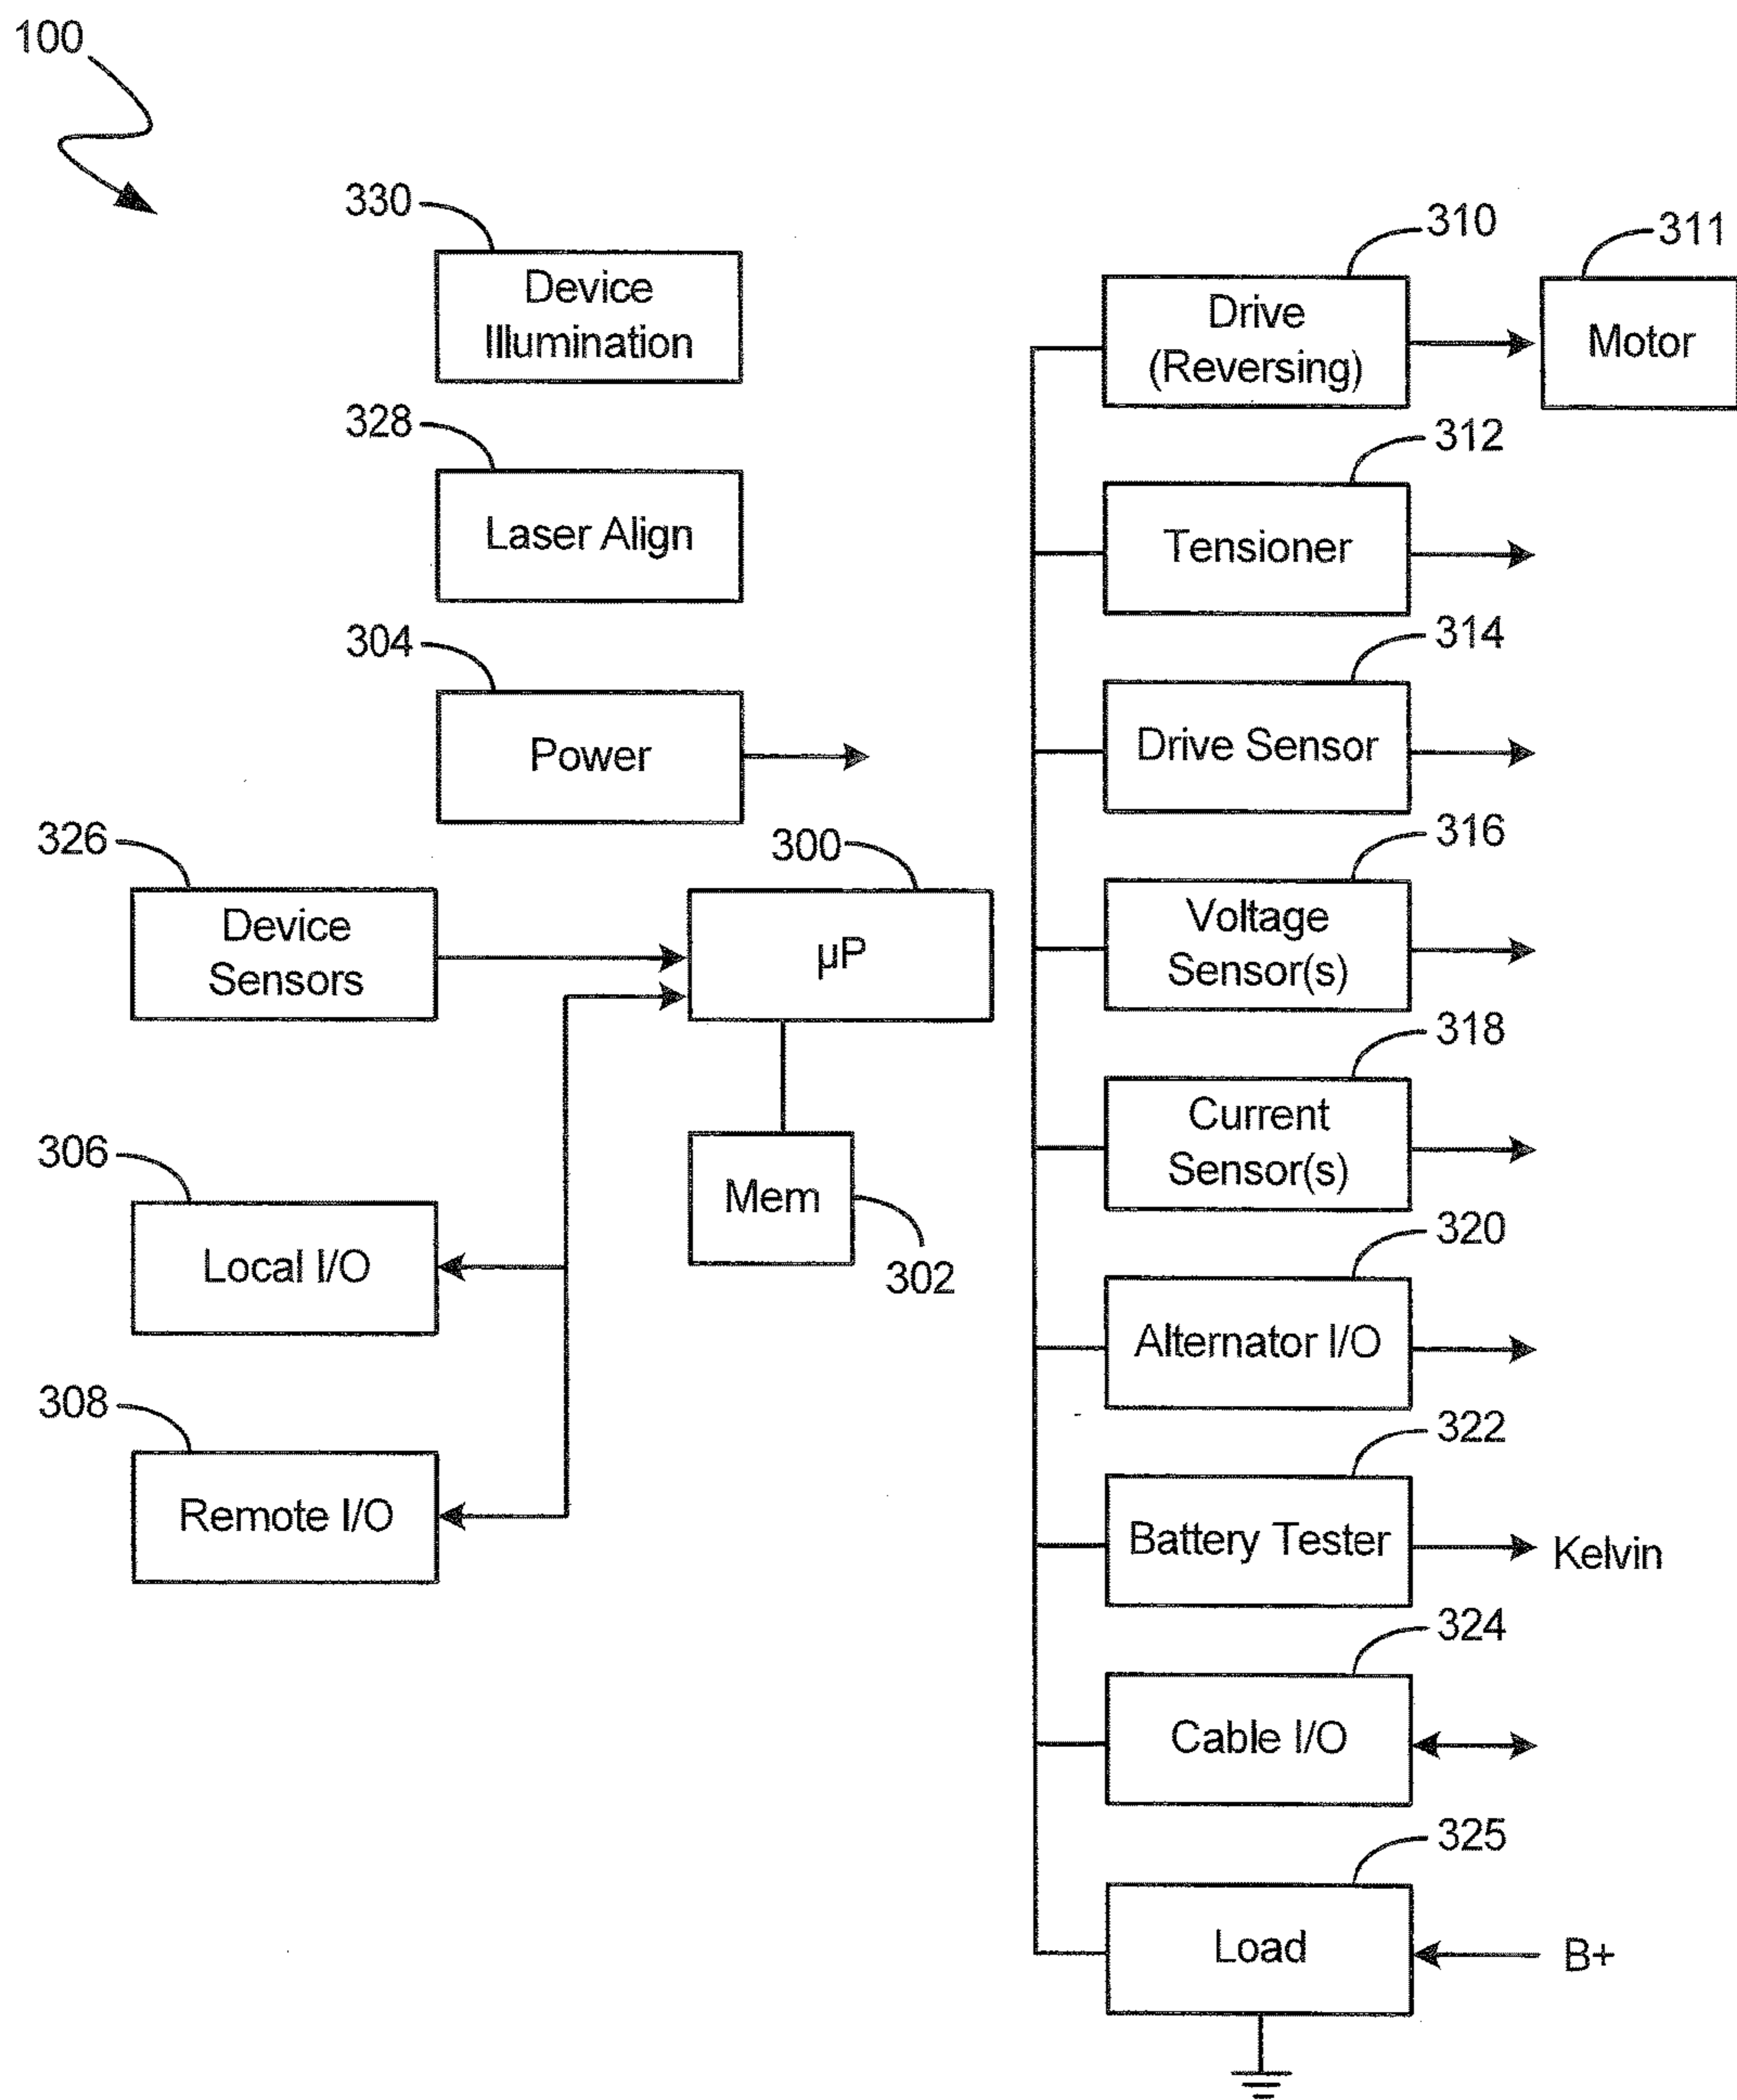 100
330
Device
Illumination
328
Laser Align
304
Power
326
Device
Sensors
300
µP
306
Local I/O
Mem
302
308
Remote I/O
310
Drive
(Reversing)
311
Motor
312
Tensioner
314
Drive Sensor
316
Voltage
Sensor(s)
318
Current
Sensor(s)
320
Alternator I/O
322
Battery Tester
Kelvin
324
Cable I/O
325
Load
B+